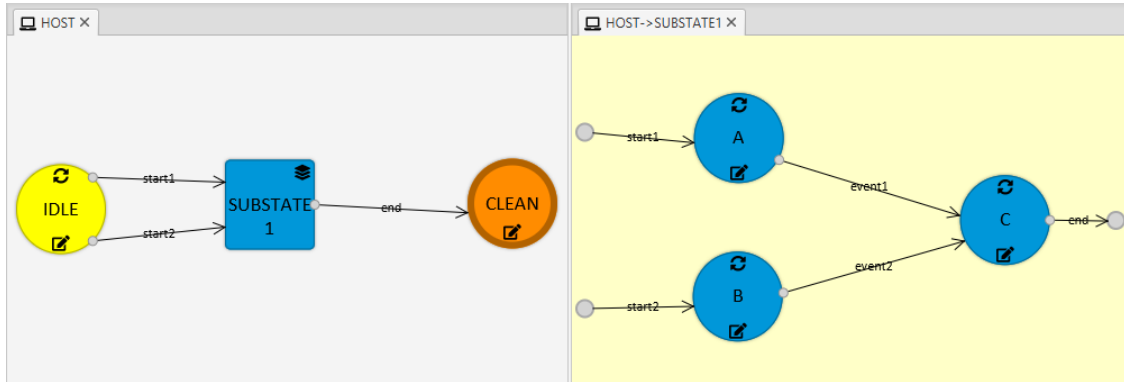 HOST
HOST->SUBSTATE1
IDLE
start1
start2
SUBSTATE
1
end
CLEAN
start1
A
event1
start2
B
event2
C
end